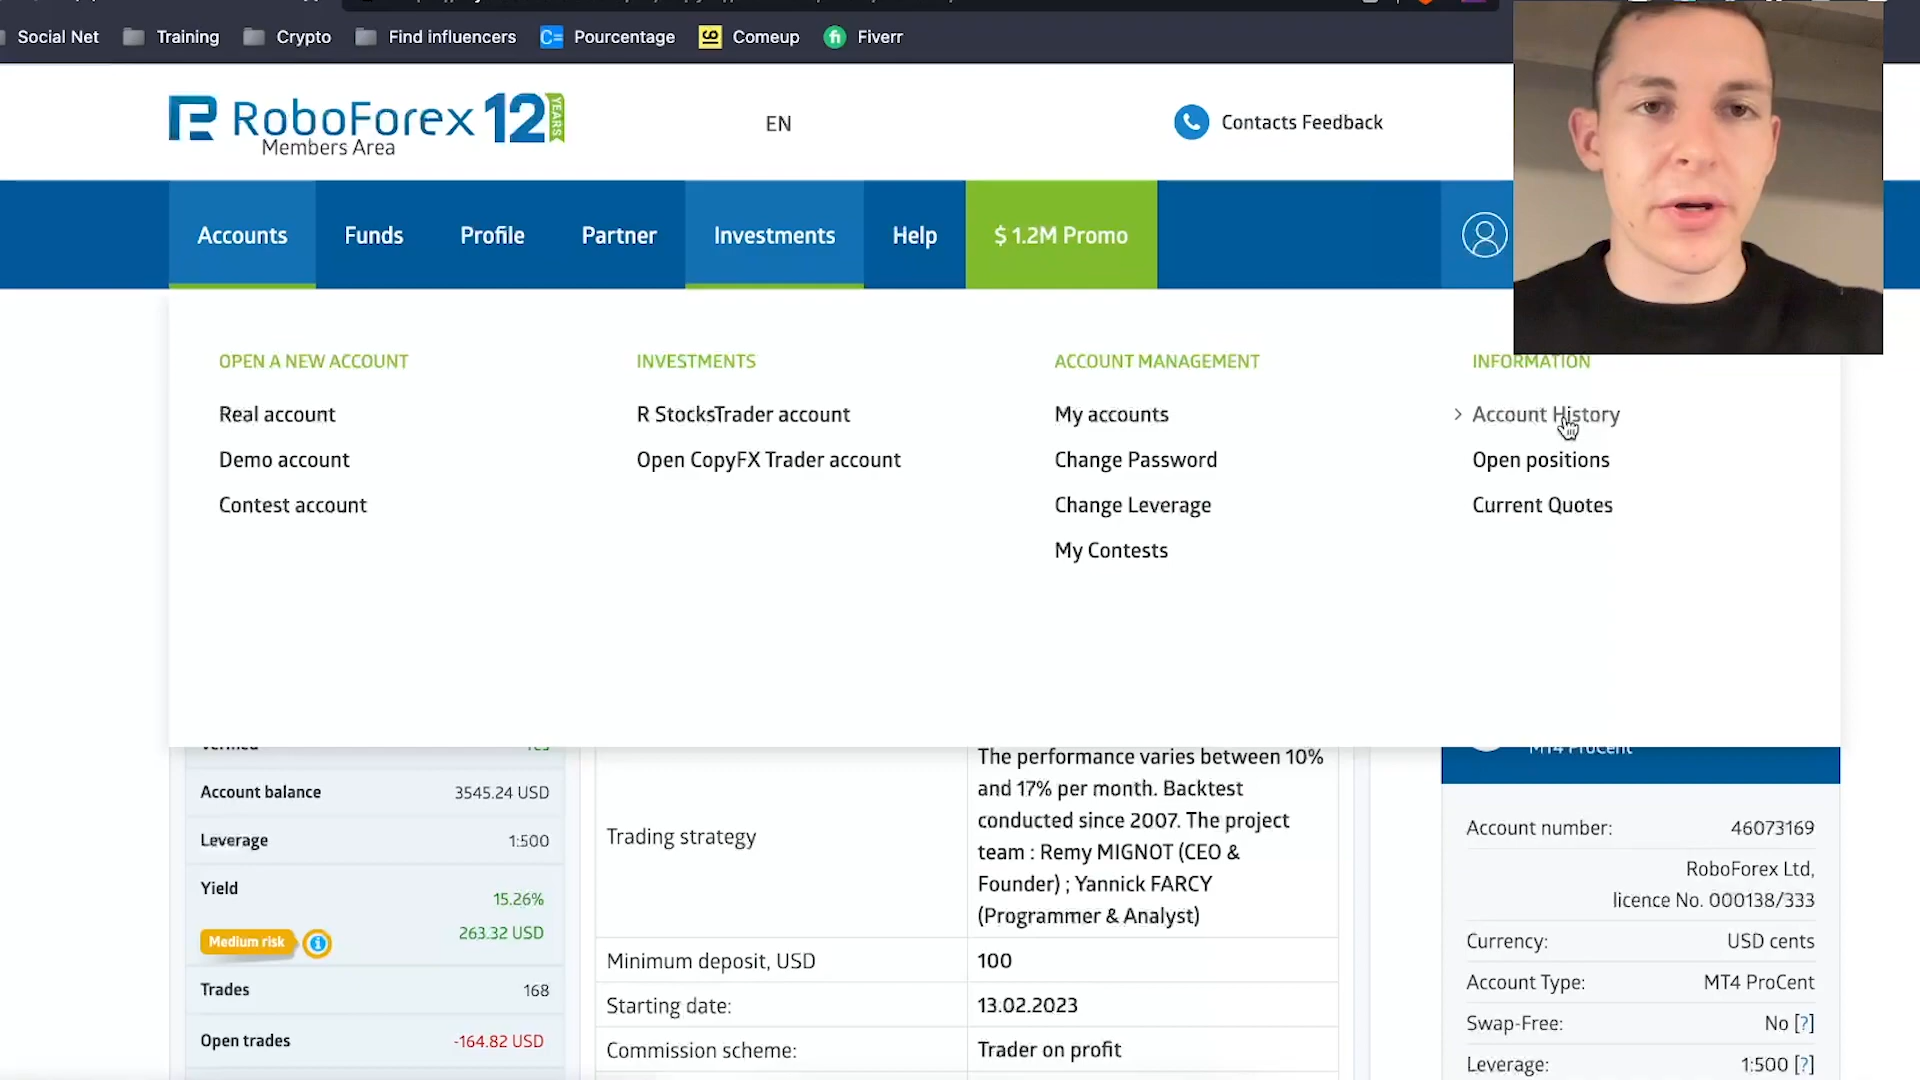 Social Net
Training
Crypto
Find influencers
Pourcentage
Comeup
Fiverr
RoboForex 12 YEARS
Members Area
EN
Contacts Feedback
Accounts
Funds
Profile
Partner
Investments
Help
$ 1.2M Promo
OPEN A NEW ACCOUNT
Real account
Demo account
Contest account
INVESTMENTS
R StocksTrader account
Open CopyFX Trader account
ACCOUNT MANAGEMENT
My accounts
Change Password
Change Leverage
My Contests
INFORMATION
Account History
Open positions
Current Quotes
Verified Yes
Account balance 3545.24 USD
Leverage 1:500
Yield 15.26%
Medium risk 263.32 USD
Trades 168
Open trades -164.82 USD
Trading strategy
The performance varies between 10%
and 17% per month. Backtest
conducted since 2007. The project
team : Remy MIGNOT (CEO &
Founder) ; Yannick FARCY
(Programmer & Analyst)
Minimum deposit, USD 100
Starting date: 13.02.2023
Commission scheme: Trader on profit
MT4 ProCent
Account number: 46073169
RoboForex Ltd,
licence No. 000138/333
Currency: USD cents
Account Type: MT4 ProCent
Swap-Free: No [?]
Leverage: 1:500 [?]